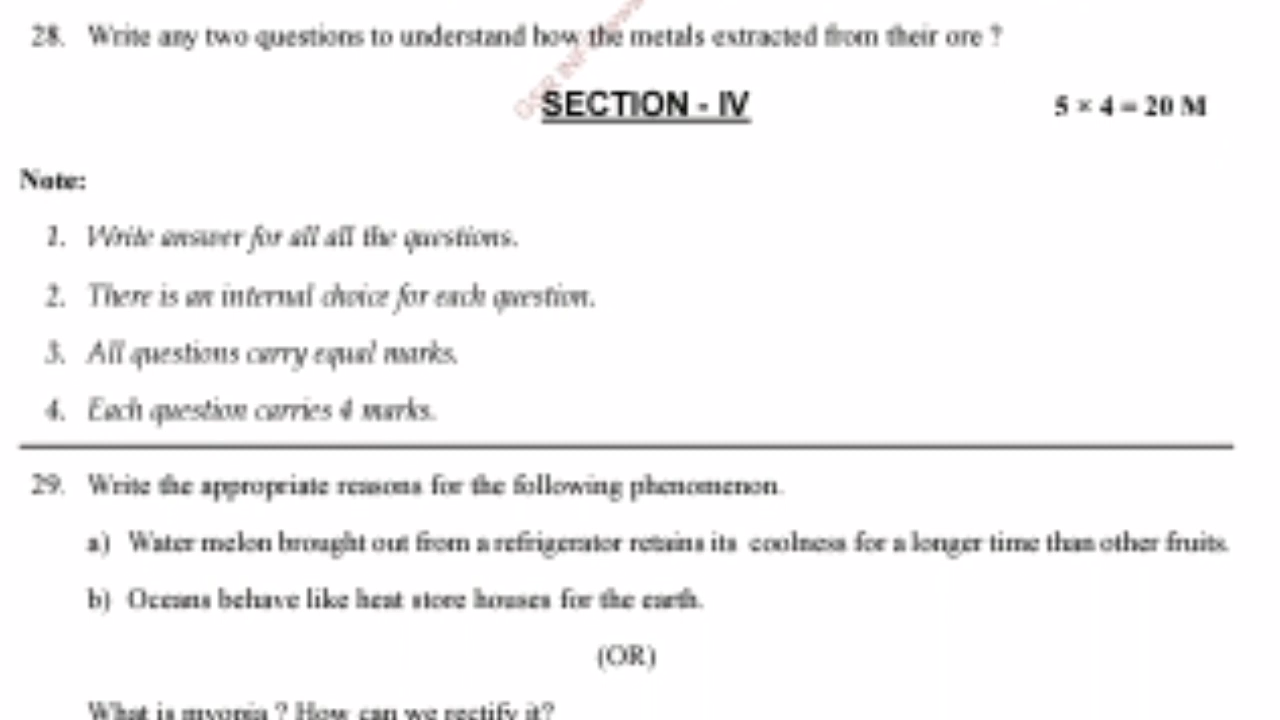 28. Write any two questions to understand how the metals extracted from their ore ?
SECTION - IV 5 × 4 = 20 M
Note:
1. Write answer for all all the questions.
2. There is an internal choice for each question.
3. All questions carry equal marks.
4. Each question carries 4 marks.
29. Write the appropriate reasons for the following phenomenon.
a) Water melon brought out from a refrigerator retains its coolness for a longer time than other fruits.
b) Oceans behave like heat store houses for the earth.
(OR)
What is myopia ? How can we rectify it?